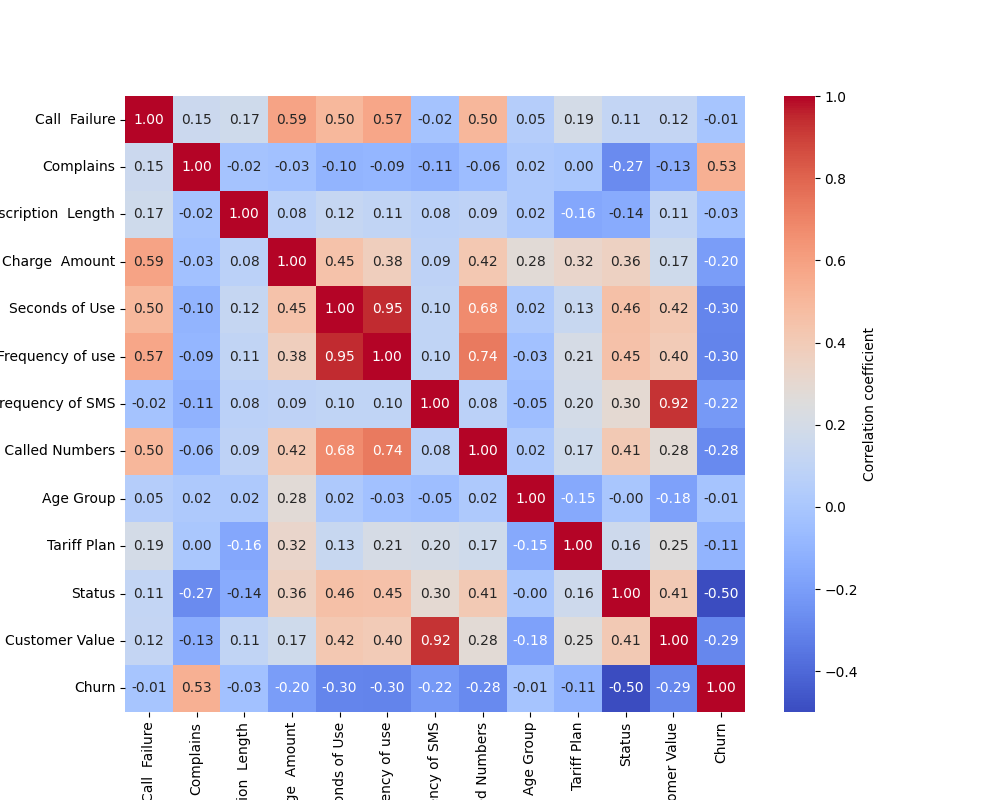 Call  Failure 1.00 0.15 0.17 0.59 0.50 0.57 -0.02 0.50 0.05 0.19 0.11 0.12 -0.01
Complains 0.15 1.00 -0.02 -0.03 -0.10 -0.09 -0.11 -0.06 0.02 0.00 -0.27 -0.13 0.53
scription  Length 0.17 -0.02 1.00 0.08 0.12 0.11 0.08 0.09 0.02 -0.16 -0.14 0.11 -0.03
Charge  Amount 0.59 -0.03 0.08 1.00 0.45 0.38 0.09 0.42 0.28 0.32 0.36 0.17 -0.20
Seconds of Use 0.50 -0.10 0.12 0.45 1.00 0.95 0.10 0.68 0.02 0.13 0.46 0.42 -0.30
Frequency of use 0.57 -0.09 0.11 0.38 0.95 1.00 0.10 0.74 -0.03 0.21 0.45 0.40 -0.30
requency of SMS -0.02 -0.11 0.08 0.09 0.10 0.10 1.00 0.08 -0.05 0.20 0.30 0.92 -0.22
Called Numbers 0.50 -0.06 0.09 0.42 0.68 0.74 0.08 1.00 0.02 0.17 0.41 0.28 -0.28
Age Group 0.05 0.02 0.02 0.28 0.02 -0.03 -0.05 0.02 1.00 -0.15 -0.00 -0.18 -0.01
Tariff Plan 0.19 0.00 -0.16 0.32 0.13 0.21 0.20 0.17 -0.15 1.00 0.16 0.25 -0.11
Status 0.11 -0.27 -0.14 0.36 0.46 0.45 0.30 0.41 -0.00 0.16 1.00 0.41 -0.50
Customer Value 0.12 -0.13 0.11 0.17 0.42 0.40 0.92 0.28 -0.18 0.25 0.41 1.00 -0.29
Churn -0.01 0.53 -0.03 -0.20 -0.30 -0.30 -0.22 -0.28 -0.01 -0.11 -0.50 -0.29 1.00
Call  Failure
Complains
ion  Length
ge  Amount
onds of Use
ency of use
ency of SMS
d Numbers
Age Group
Tariff Plan
Status
omer Value
Churn
1.0
0.8
0.6
0.4
0.2
0.0
−0.2
−0.4
Correlation coefficient